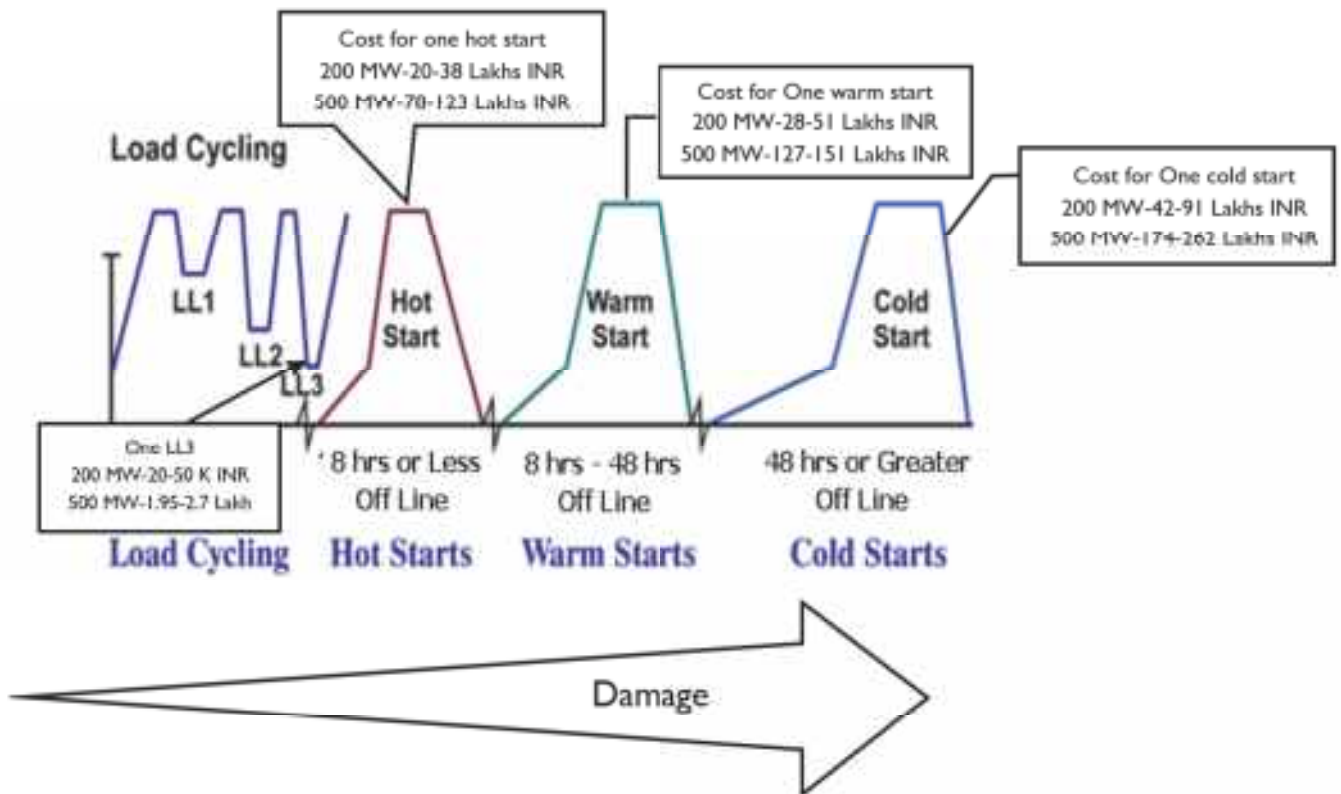 Cost for one hot start
200 MW-20-38 Lakhs INR
500 MW-70-123 Lakhs INR
Cost for One warm start
200 MW-28-51 Lakhs INR
500 MW-127-151 Lakhs INR
Cost for One cold start
200 MW-42-91 Lakhs INR
500 MW-174-262 Lakhs INR
Load Cycling
LL1
LL2
LL3
Hot
Start
Warm
Start
Cold
Start
One LL3
200 MW-20-50 K INR
500 MW-1.95-2.7 Lakh
' 8 hrs or Less
Off Line
8 hrs - 48 hrs
Off Line
48 hrs or Greater
Off Line
Load Cycling
Hot Starts
Warm Starts
Cold Starts
Damage